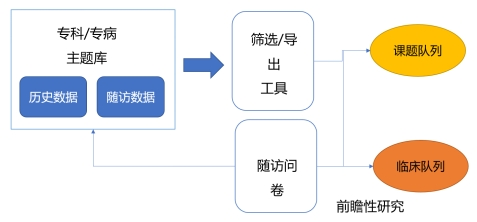 专科/专病
主题库
历史数据
随访数据
筛选/导
出
工具
课题队列
随访问
卷
临床队列
前瞻性研究